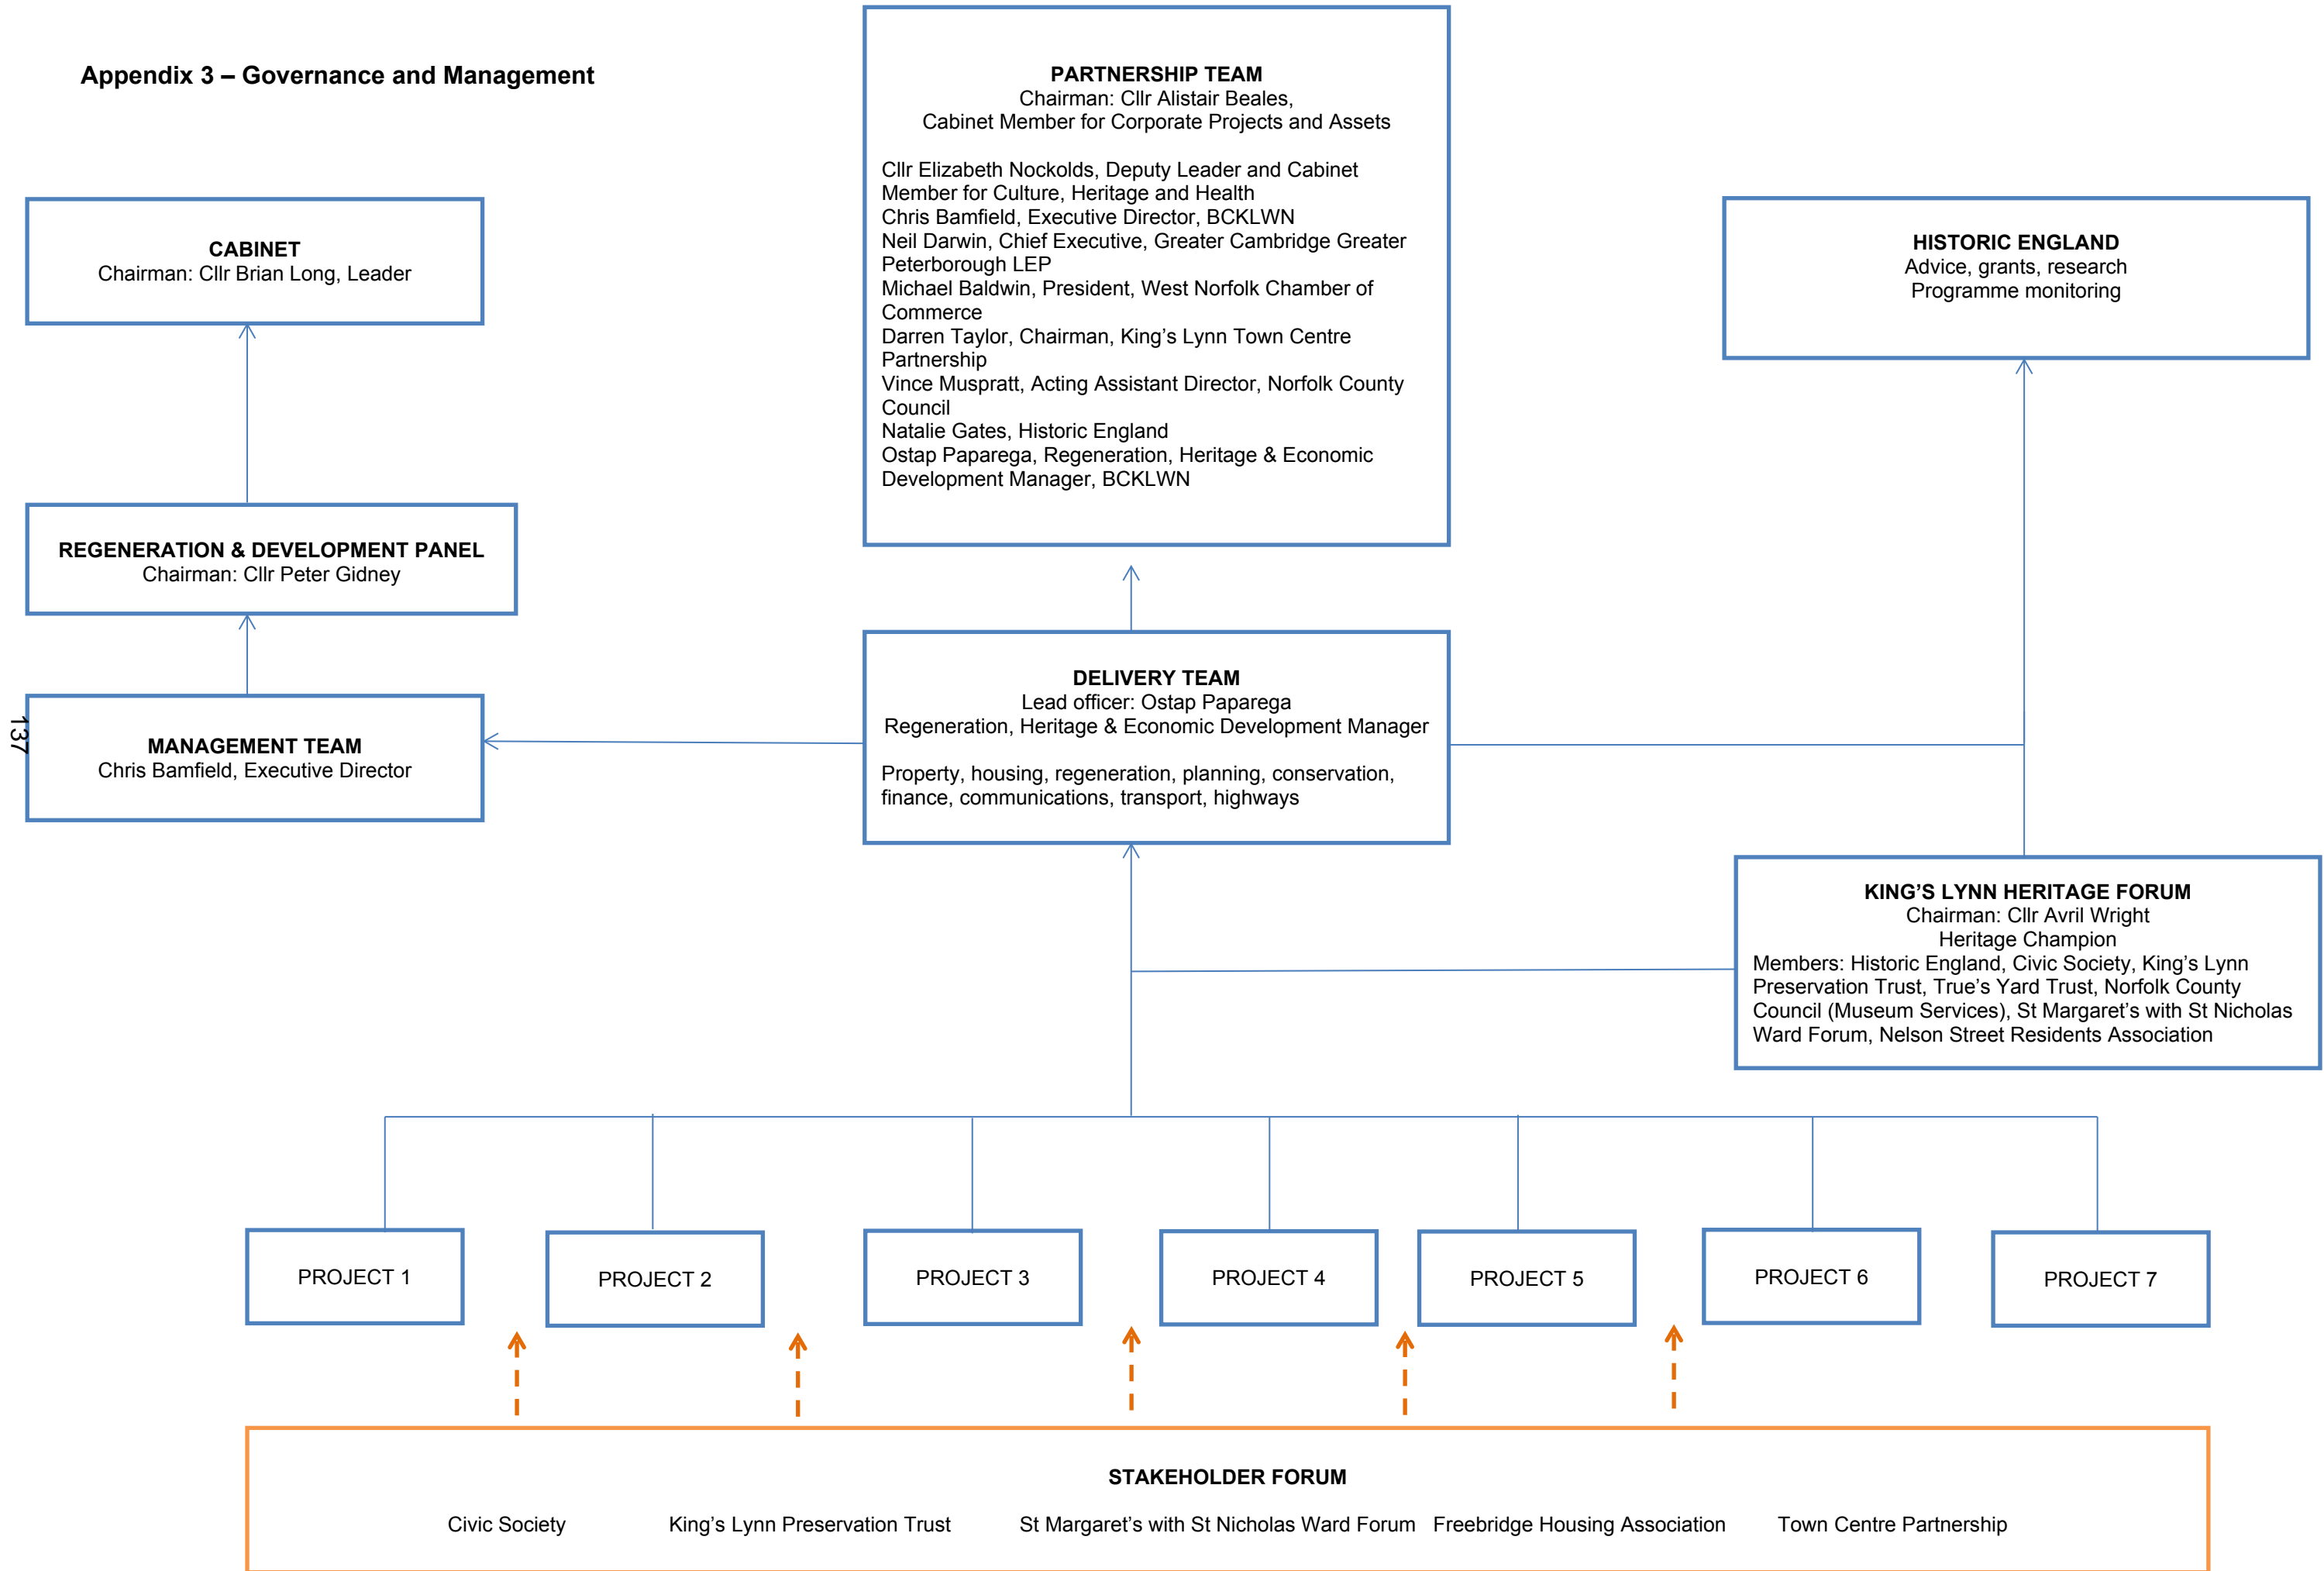 Appendix 3 – Governance and Management
PARTNERSHIP TEAM
Chairman: Cllr Alistair Beales,
Cabinet Member for Corporate Projects and Assets
Cllr Elizabeth Nockolds, Deputy Leader and Cabinet
Member for Culture, Heritage and Health
Chris Bamfield, Executive Director, BCKLWN
Neil Darwin, Chief Executive, Greater Cambridge Greater
Peterborough LEP
Michael Baldwin, President, West Norfolk Chamber of
Commerce
Darren Taylor, Chairman, King’s Lynn Town Centre
Partnership
Vince Muspratt, Acting Assistant Director, Norfolk County
Council
Natalie Gates, Historic England
Ostap Paparega, Regeneration, Heritage & Economic
Development Manager, BCKLWN
CABINET
Chairman: Cllr Brian Long, Leader
HISTORIC ENGLAND
Advice, grants, research
Programme monitoring
REGENERATION & DEVELOPMENT PANEL
Chairman: Cllr Peter Gidney
MANAGEMENT TEAM
Chris Bamfield, Executive Director
137
DELIVERY TEAM
Lead officer: Ostap Paparega
Regeneration, Heritage & Economic Development Manager
Property, housing, regeneration, planning, conservation,
finance, communications, transport, highways
KING’S LYNN HERITAGE FORUM
Chairman: Cllr Avril Wright
Heritage Champion
Members: Historic England, Civic Society, King’s Lynn
Preservation Trust, True’s Yard Trust, Norfolk County
Council (Museum Services), St Margaret’s with St Nicholas
Ward Forum, Nelson Street Residents Association
PROJECT 1
PROJECT 2
PROJECT 3
PROJECT 4
PROJECT 5
PROJECT 6
PROJECT 7
STAKEHOLDER FORUM
Civic Society King’s Lynn Preservation Trust St Margaret’s with St Nicholas Ward Forum Freebridge Housing Association Town Centre Partnership